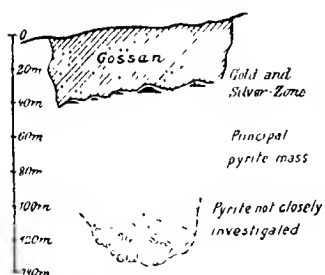 0
Gossan
20m
Gold and
Silver-Zone
40m
60m
Principal
pyrite mass
80m
100m
Pyrite not closely
investigated
120m
140m